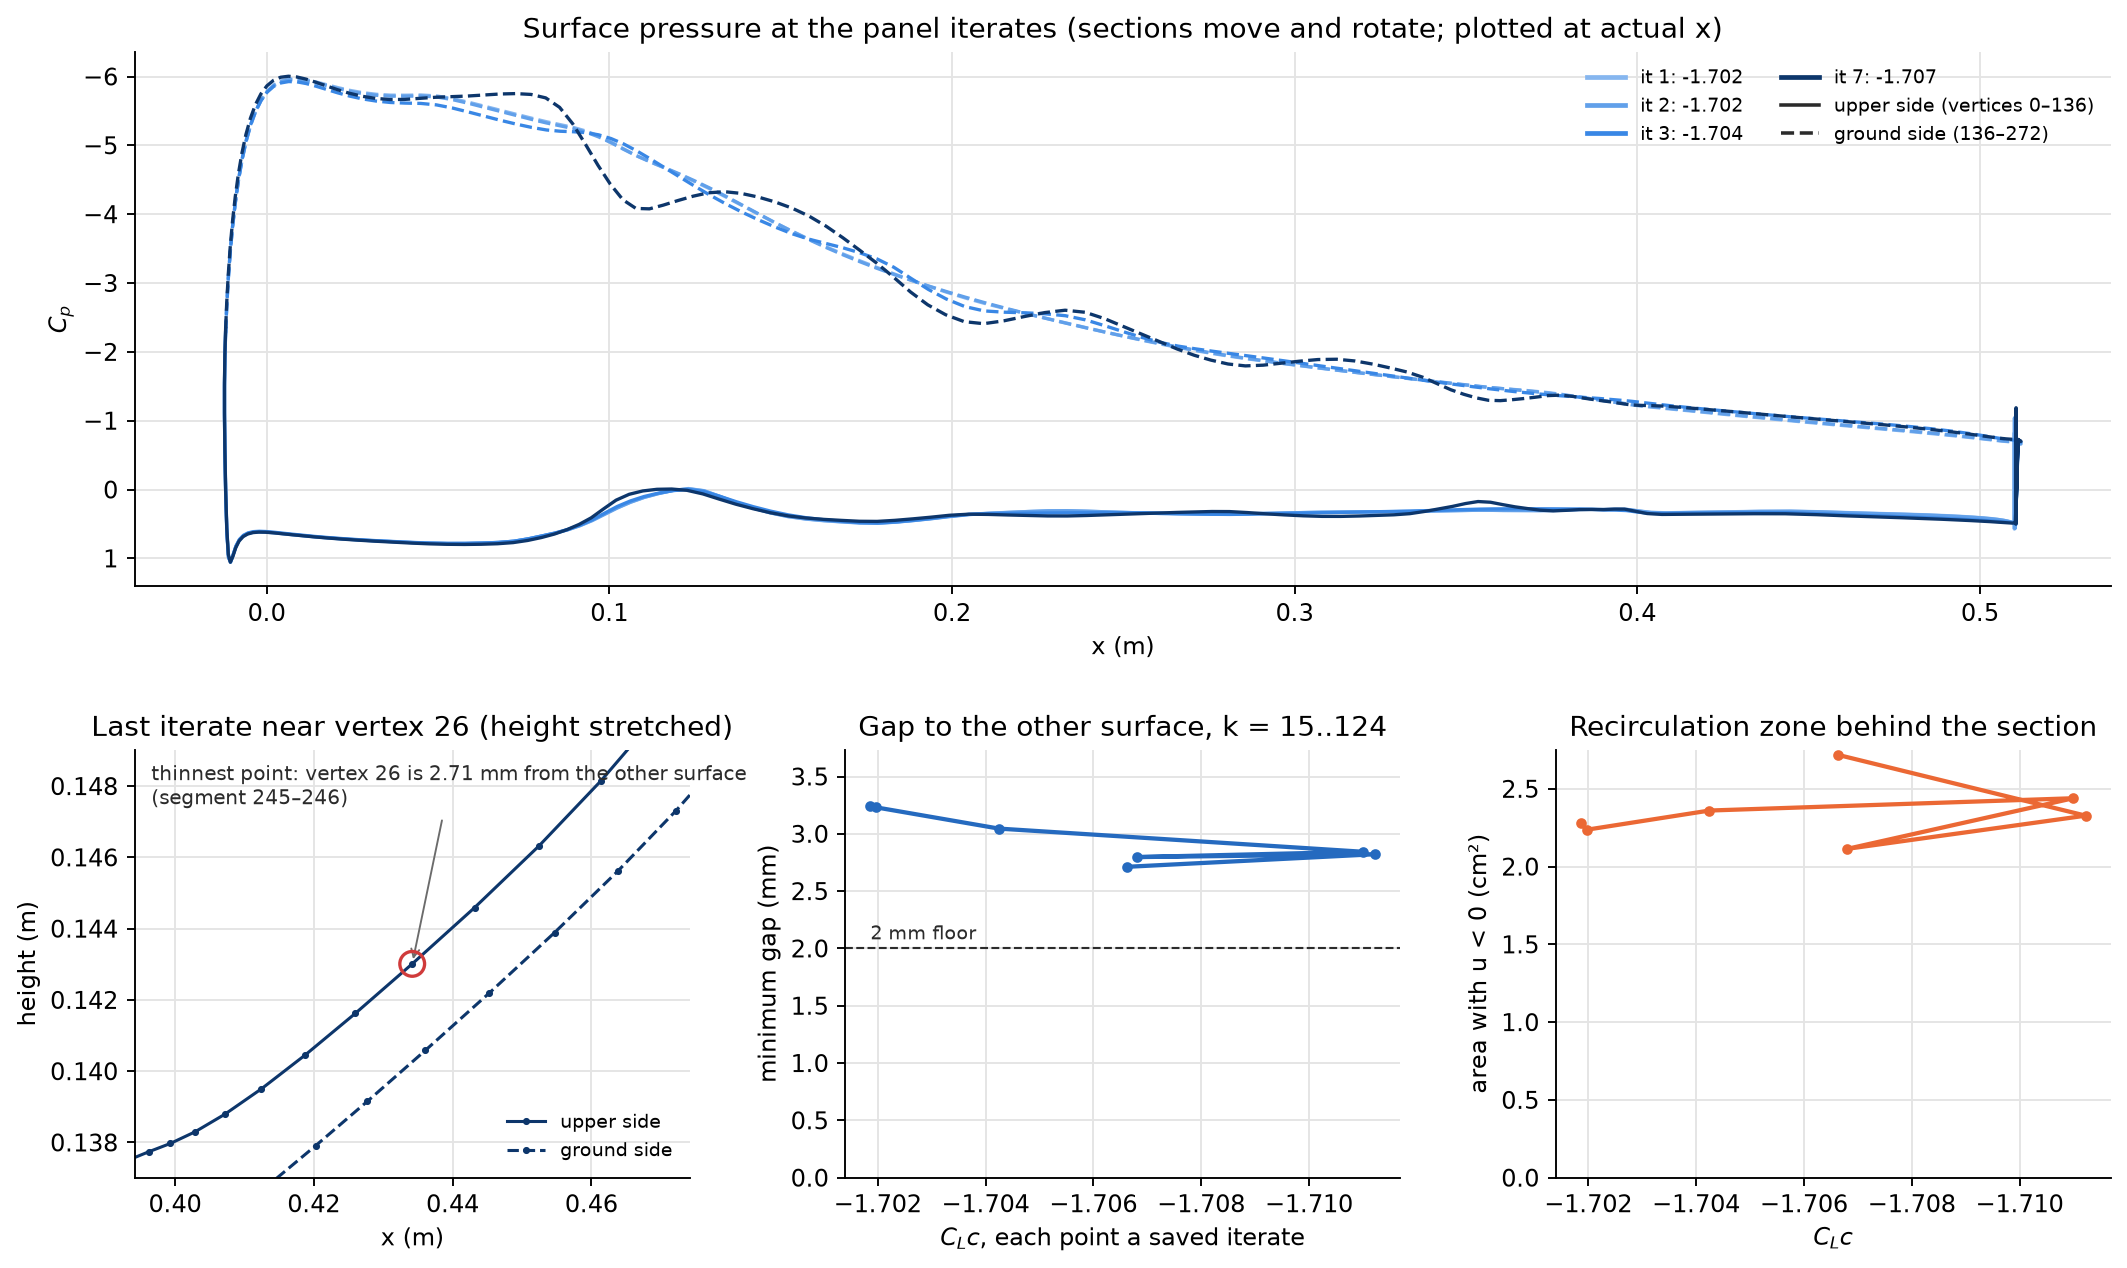 Surface pressure at the panel iterates (sections move and rotate; plotted at actual x)
−6
−5
−4
−3
−2
−1
0
1
Cp
it 1: -1.702
it 2: -1.702
it 3: -1.704
it 7: -1.707
upper side (vertices 0–136)
ground side (136–272)
0.0 0.1 0.2 0.3 0.4 0.5
x (m)
Last iterate near vertex 26 (height stretched)
thinnest point: vertex 26 is 2.71 mm from the other surface
(segment 245–246)
0.148
0.146
0.144
0.142
0.140
0.138
height (m)
upper side
ground side
0.40 0.42 0.44 0.46
x (m)
Gap to the other surface, k = 15..124
3.5
3.0
2.5
2.0
1.5
1.0
0.5
0.0
minimum gap (mm)
2 mm floor
−1.702 −1.704 −1.706 −1.708 −1.710
CLc, each point a saved iterate
Recirculation zone behind the section
2.5
2.0
1.5
1.0
0.5
0.0
area with u < 0 (cm²)
−1.702 −1.704 −1.706 −1.708 −1.710
CLc